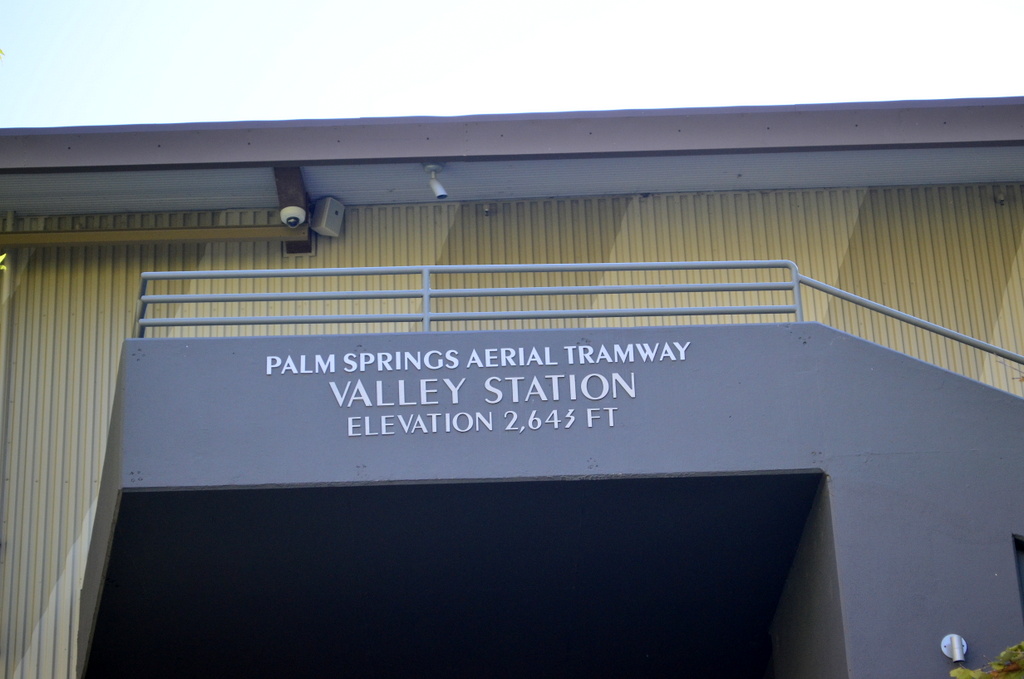 PALM SPRINGS AERIAL TRAMWAY
VALLEY STATION
ELEVATION 2,643 FT